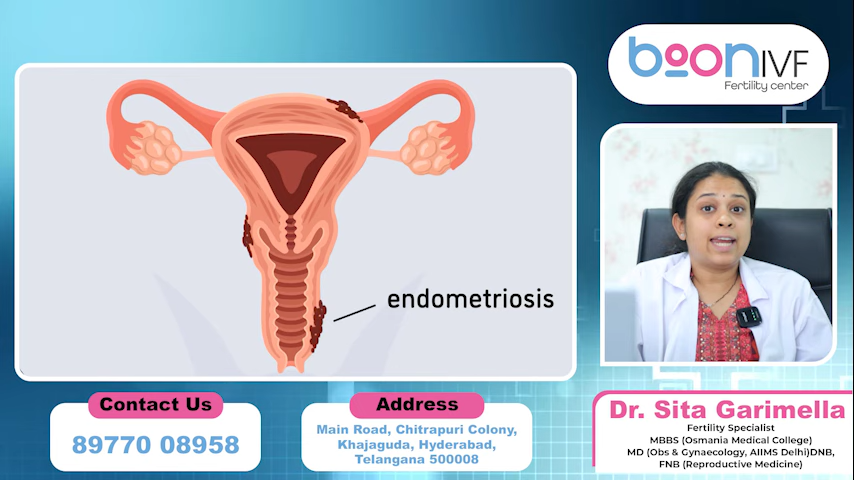 boon IVF
Fertility center
endometriosis
Contact Us
89770 08958
Address
Main Road, Chitrapuri Colony,
Khajaguda, Hyderabad,
Telangana 500008
Dr. Sita Garimella
Fertility Specialist
MBBS (Osmania Medical College)
MD (Obs & Gynaecology, AIIMS Delhi)DNB,
FNB (Reproductive Medicine)